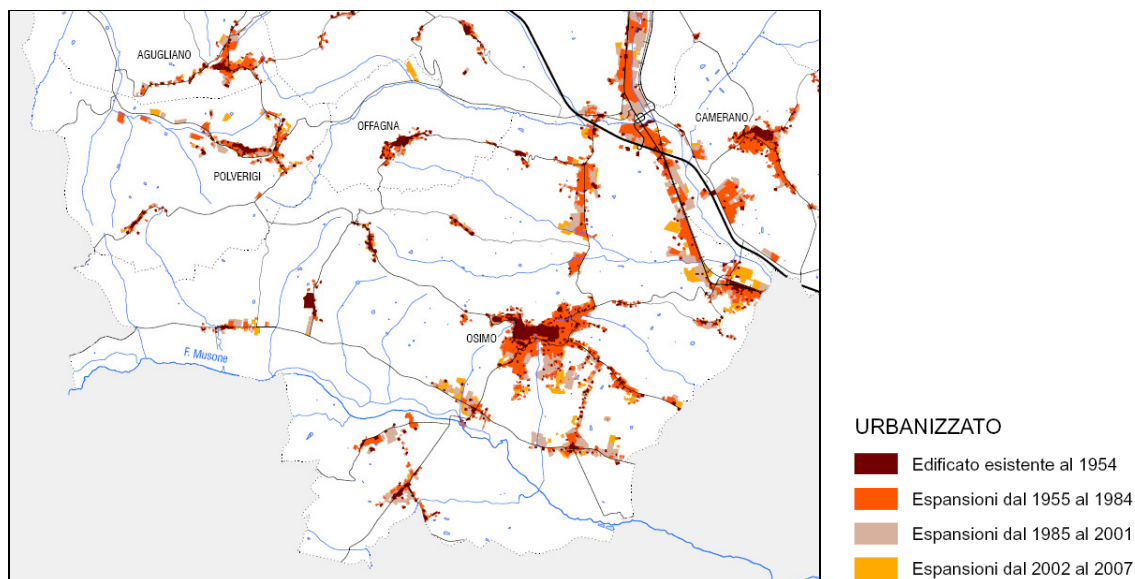 AGUGLIANO
OFFAGNA
CAMERANO
POLVERIGI
OSIMO
F. Musone
URBANIZZATO
Edificato esistente al 1954
Espansioni dal 1955 al 1984
Espansioni dal 1985 al 2001
Espansioni dal 2002 al 2007